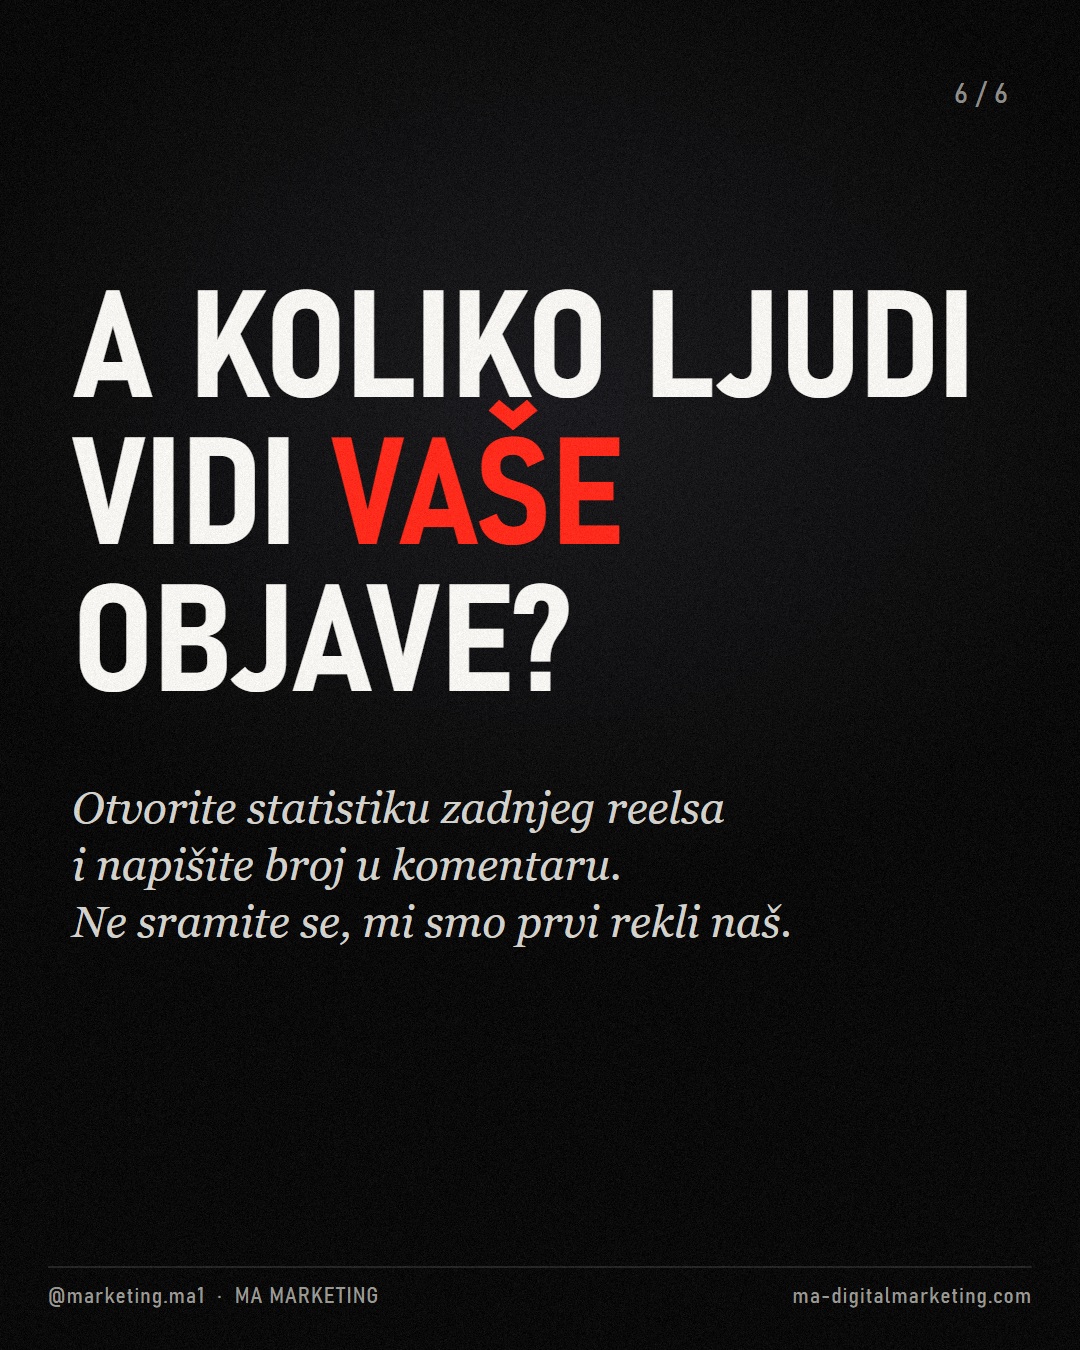 6 / 6
A KOLIKO LJUDI
VIDI VAŠE
OBJAVE?
Otvorite statistiku zadnjeg reelsa
i napišite broj u komentaru.
Ne sramite se, mi smo prvi rekli naš.
@marketing.ma1 · MA MARKETING
ma-digitalmarketing.com